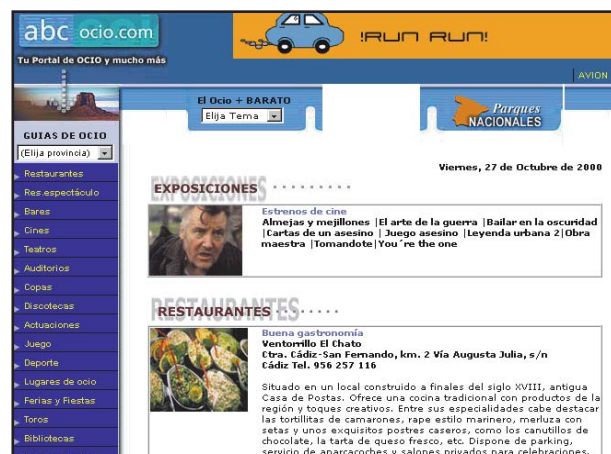 abc ocio.com
!RUN RUN!
Tu Portal de OCIO y mucho más
AVION
El Ocio + BARATO
Elija Tema
Parques
NACIONALES
GUIAS DE OCIO
(Elija provincia)
Restaurantes
Res.espectáculo
Bares
Cines
Teatros
Auditorios
Copas
Discotecas
Actuaciones
Juego
Deporte
Lugares de ocio
Ferias y Fiestas
Toros
Bibliotecas
Viernes, 27 de Octubre de 2000
EXPOSICIONES
Estrenos de cine
Almejas y mejillones |El arte de la guerra |Bailar en la oscuridad
|Cartas de un asesino | Juego asesino |Leyenda urbana 2|Obra
maestra |Tomandote|You´re the one
RESTAURANTES
Buena gastronomía
Ventorrillo El Chato
Ctra. Cádiz-San Fernando, km. 2 Vía Augusta Julia, s/n
Cádiz Tel. 956 257 116
Situado en un local construido a finales del siglo XVIII, antigua
Casa de Postas. Ofrece una cocina tradicional con productos de la
región y toques creativos. Entre sus especialidades cabe destacar
las tortillitas de camarones, rape estilo marinero, merluza con
setas y unos exquisitos postres caseros, como los canutillos de
chocolate, la tarta de queso fresco, etc. Dispone de parking,
servicio de aparcacoches y salones privados para celebraciones.